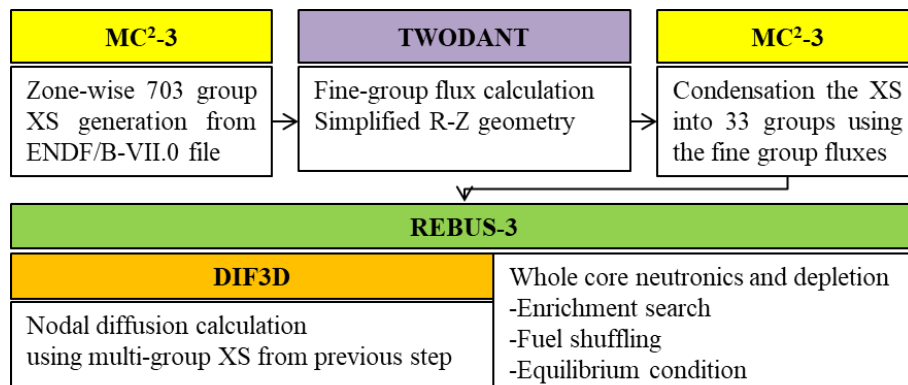 MC²-3
Zone-wise 703 group
XS generation from
ENDF/B-VII.0 file
TWODANT
Fine-group flux calculation
Simplified R-Z geometry
MC²-3
Condensation the XS
into 33 groups using
the fine group fluxes
REBUS-3
DIF3D
Nodal diffusion calculation
using multi-group XS from previous step
Whole core neutronics and depletion
-Enrichment search
-Fuel shuffling
-Equilibrium condition